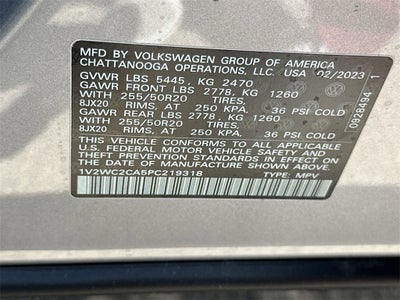 MFD BY VOLKSWAGEN GROUP OF AMERICA
CHATTANOOGA OPERATIONS, LLC. USA 02/2023
GVWR LBS 5445, KG 2470
GAWR FRONT LBS 2778, KG 1260
WITH 255/50R20 TIRES,
8JX20 RIMS, AT 250 KPA, 36 PSI COLD
GAWR REAR LBS 2778, KG 1260
WITH 255/50R20 TIRES,
8JX20 RIMS, AT 250 KPA, 36 PSI COLD
THIS VEHICLE CONFORMS TO ALL APPLICABLE
FEDERAL MOTOR VEHICLE SAFETY, BUMPER AND
THEFT PREVENTION STANDARDS IN EFFECT ON
THE DATE OF MANUFACTURE SHOWN ABOVE.
1V2WC2CA5PC219318 TYPE: MPV
0928494 1